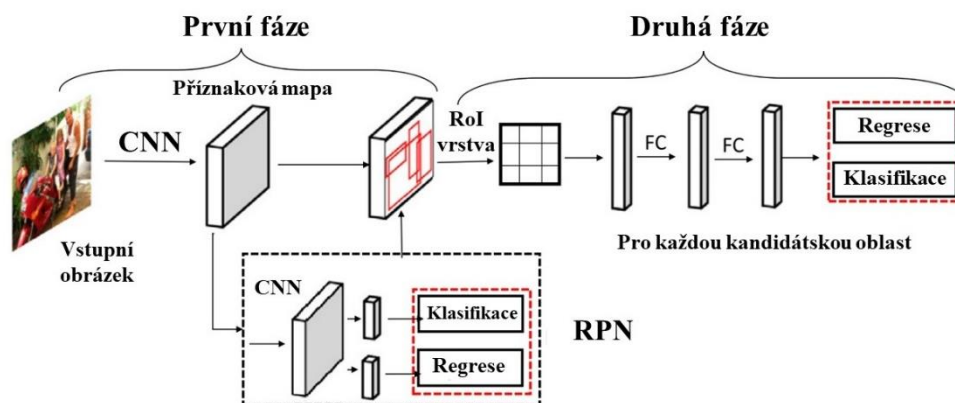 První fáze
Druhá fáze
Příznaková mapa
CNN
RoI
vrstva
FC
FC
Regrese
Klasifikace
Vstupní
obrázek
Pro každou kandidátskou oblast
CNN
Klasifikace
Regrese
RPN